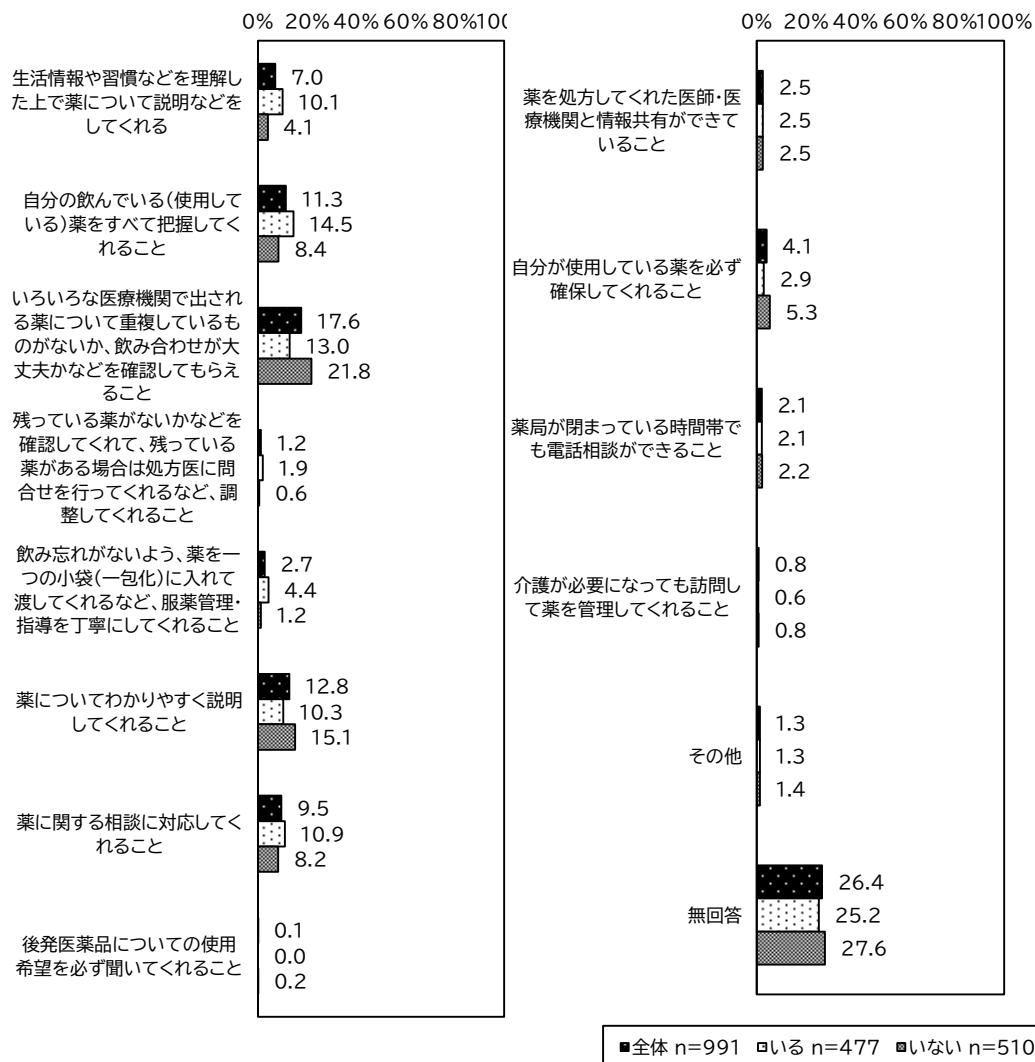 0% 20% 40% 60% 80% 100%
生活情報や習慣などを理解し
た上で薬について説明などを
してくれる
7.0
10.1
4.1
自分の飲んでいる(使用して
いる)薬をすべて把握してく
れること
11.3
14.5
8.4
いろいろな医療機関で出され
る薬について重複しているも
のがないか、飲み合わせが大
丈夫かなどを確認してもらえ
ること
17.6
13.0
21.8
残っている薬がないかなどを
確認してくれて、残っている
薬がある場合は処方医に問
合せを行ってくれるなど、調
整してくれること
1.2
1.9
0.6
飲み忘れがないよう、薬を一
つの小袋(一包化)に入れて
渡してくれるなど、服薬管理・
指導を丁寧にしてくれること
2.7
4.4
1.2
薬についてわかりやすく説明
してくれること
12.8
10.3
15.1
薬に関する相談に対応してく
れること
9.5
10.9
8.2
後発医薬品についての使用
希望を必ず聞いてくれること
0.1
0.0
0.2
0% 20% 40% 60% 80% 100%
薬を処方してくれた医師・医
療機関と情報共有ができて
いること
2.5
2.5
2.5
自分が使用している薬を必ず
確保してくれること
4.1
2.9
5.3
薬局が閉まっている時間帯で
も電話相談ができること
2.1
2.1
2.2
介護が必要になっても訪問し
て薬を管理してくれること
0.8
0.6
0.8
その他
1.3
1.3
1.4
無回答
26.4
25.2
27.6
全体 n=991 いる n=477 いない n=510